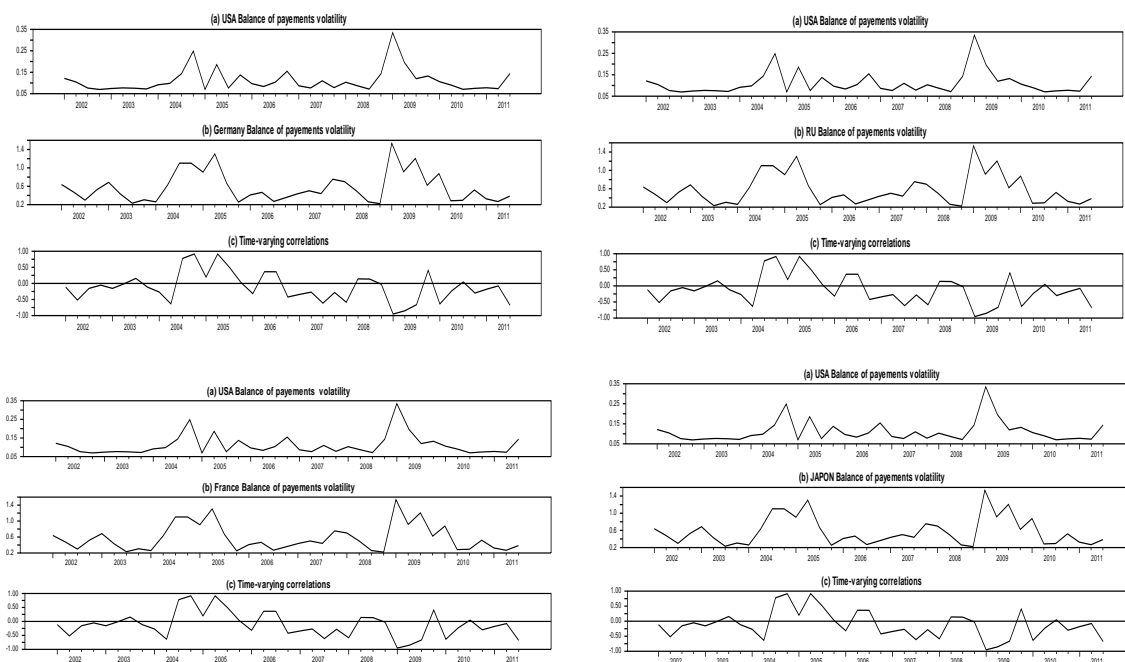 (a) USA Balance of payments volatility
0.35
0.25
0.15
0.05
2002 2003 2004 2005 2006 2007 2008 2009 2010 2011
(b) Germany Balance of payments volatility
1.4
1.0
0.6
0.2
2002 2003 2004 2005 2006 2007 2008 2009 2010 2011
(c) Time-varying correlations
1.00
0.50
0.00
-0.50
-1.00
2002 2003 2004 2005 2006 2007 2008 2009 2010 2011
(a) USA Balance of payments volatility
0.35
0.25
0.15
0.05
2002 2003 2004 2005 2006 2007 2008 2009 2010 2011
(b) RU Balance of payments volatility
1.4
1.0
0.6
0.2
2002 2003 2004 2005 2006 2007 2008 2009 2010 2011
(c) Time-varying correlations
1.00
0.50
0.00
-0.50
-1.00
2002 2003 2004 2005 2006 2007 2008 2009 2010 2011
(a) USA Balance of payments volatility
0.35
0.25
0.15
0.05
2002 2003 2004 2005 2006 2007 2008 2009 2010 2011
(b) France Balance of payments volatility
1.4
1.0
0.6
0.2
2002 2003 2004 2005 2006 2007 2008 2009 2010 2011
(c) Time-varying correlations
1.00
0.50
0.00
-0.50
-1.00
2002 2003 2004 2005 2006 2007 2008 2009 2010 2011
(a) USA Balance of payments volatility
0.35
0.25
0.15
0.05
2002 2003 2004 2005 2006 2007 2008 2009 2010 2011
(b) JAPON Balance of payments volatility
1.4
1.0
0.6
0.2
2002 2003 2004 2005 2006 2007 2008 2009 2010 2011
(c) Time-varying correlations
1.00
0.50
0.00
-0.50
-1.00
2002 2003 2004 2005 2006 2007 2008 2009 2010 2011